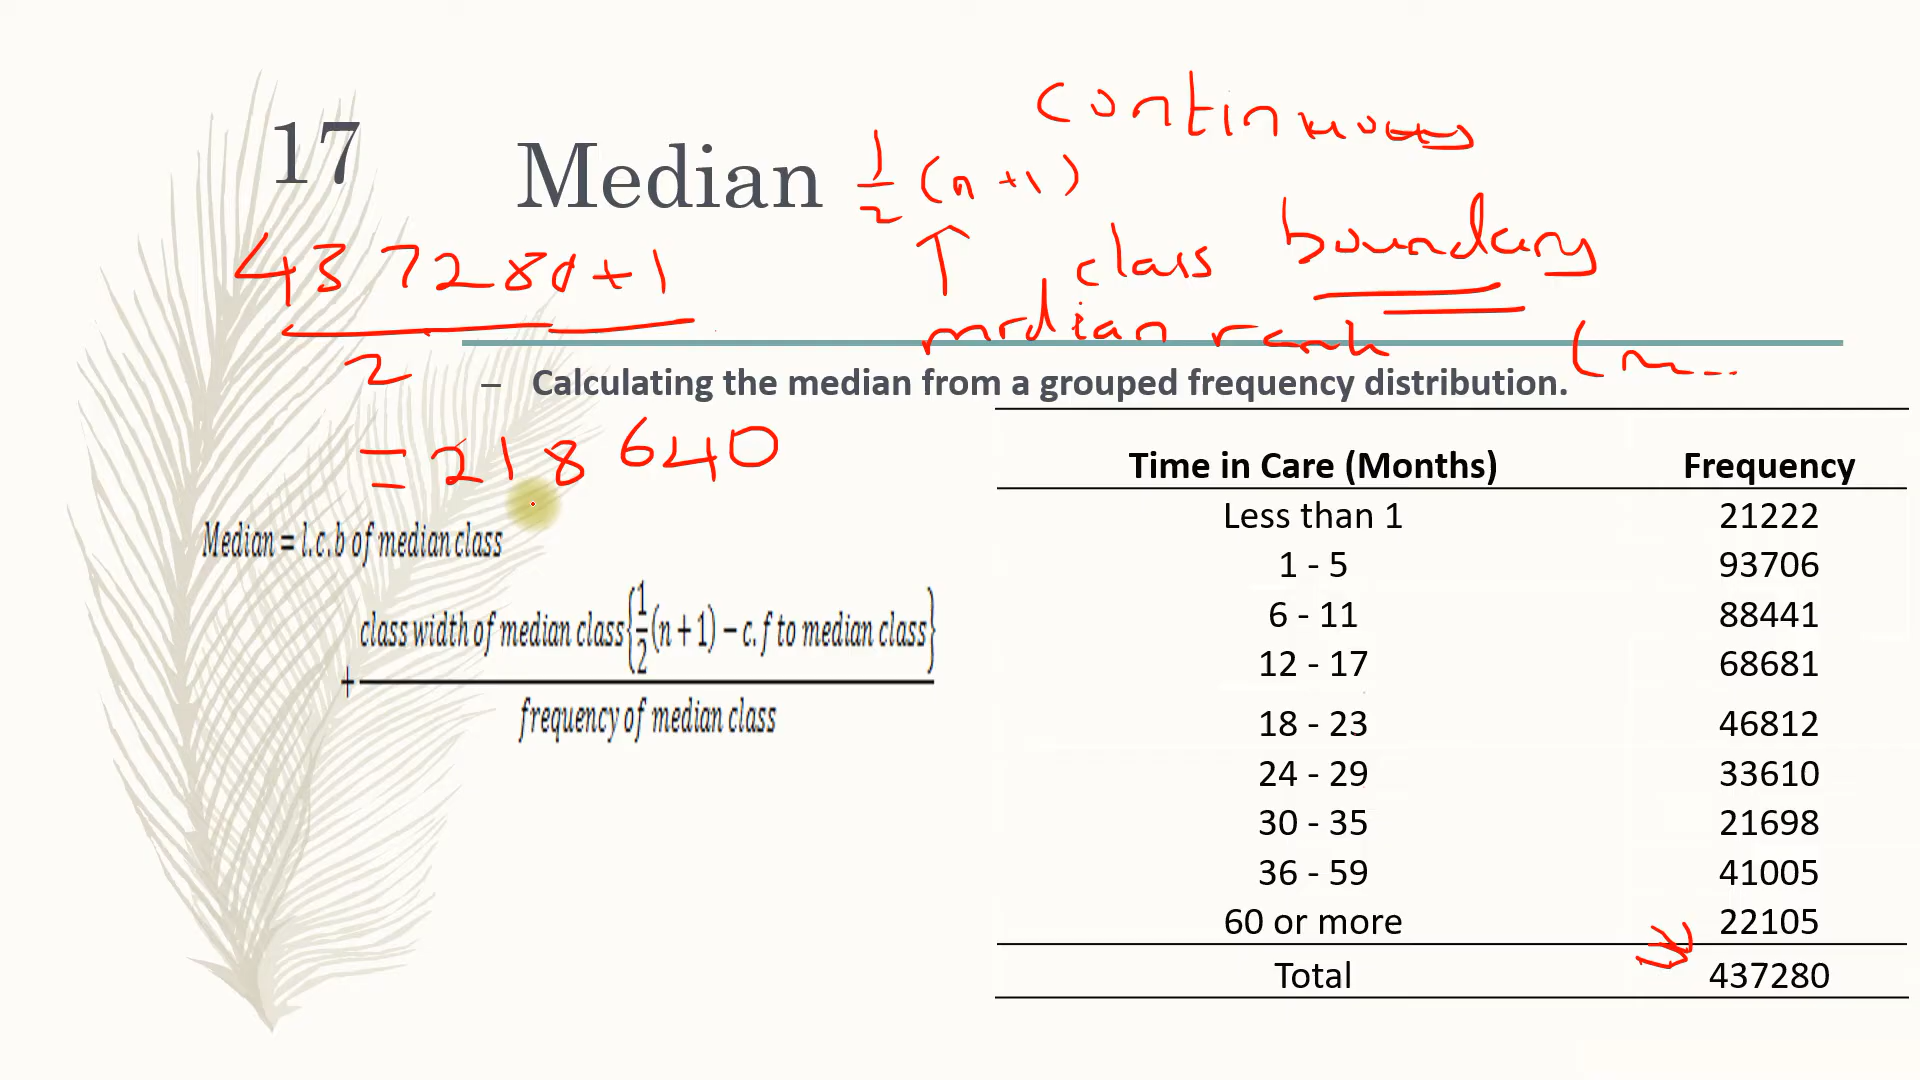 17
continuous
Median ½ (n+1)
437280+1
2
class boundary
median rank
– Calculating the median from a grouped frequency distribution.
= 218640
Median = l.c.b of median class
+ class width of median class{½(n + 1) − c.f to median class}
frequency of median class
Time in Care (Months) Frequency
Less than 1 21222
1 - 5 93706
6 - 11 88441
12 - 17 68681
18 - 23 46812
24 - 29 33610
30 - 35 21698
36 - 59 41005
60 or more 22105
Total 437280